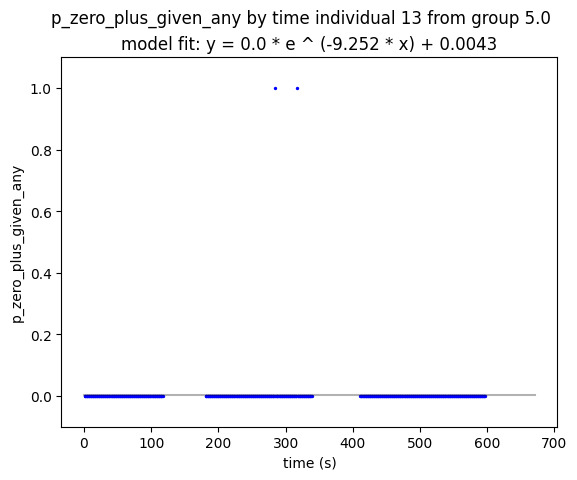 p_zero_plus_given_any by time individual 13 from group 5.0
model fit: y = 0.0 * e ^ (-9.252 * x) + 0.0043
1.0
0.8
0.6
0.4
0.2
0.0
p_zero_plus_given_any
0 100 200 300 400 500 600 700
time (s)